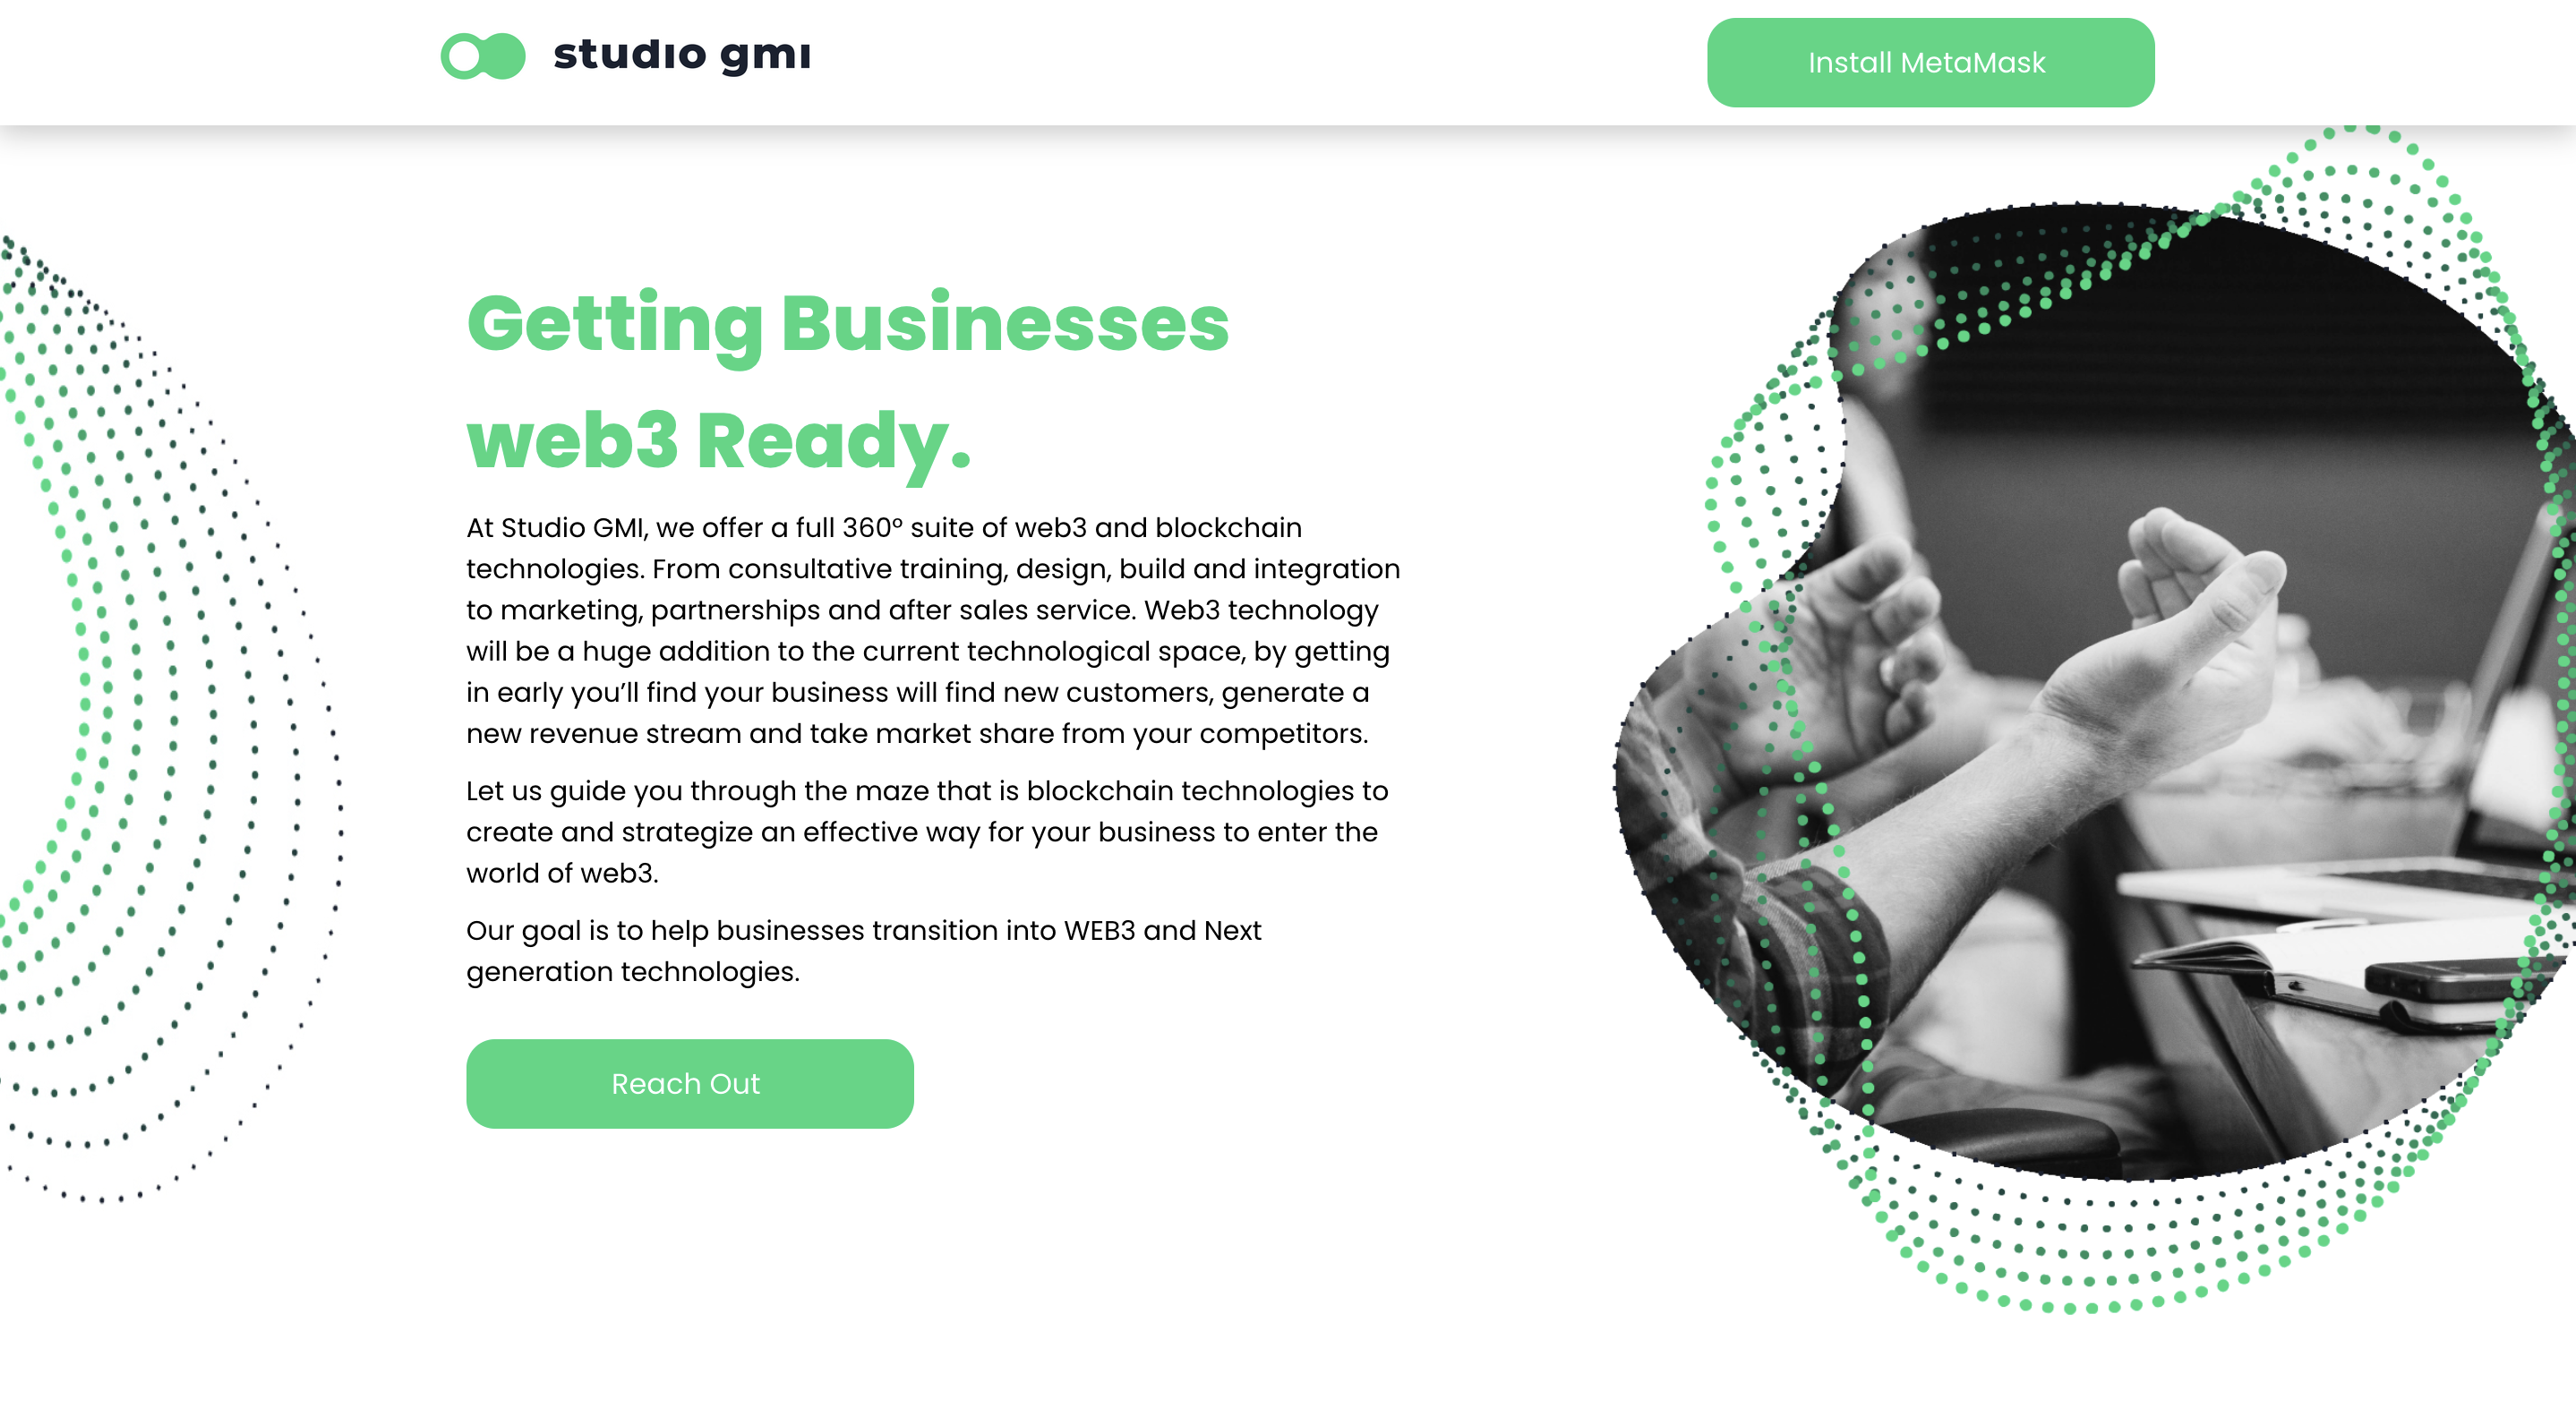 studıo gmı
Install MetaMask
Getting Businesses
web3 Ready.
At Studio GMI, we offer a full 360º suite of web3 and blockchain
technologies. From consultative training, design, build and integration
to marketing, partnerships and after sales service. Web3 technology
will be a huge addition to the current technological space, by getting
in early you’ll find your business will find new customers, generate a
new revenue stream and take market share from your competitors.
Let us guide you through the maze that is blockchain technologies to
create and strategize an effective way for your business to enter the
world of web3.
Our goal is to help businesses transition into WEB3 and Next
generation technologies.
Reach Out